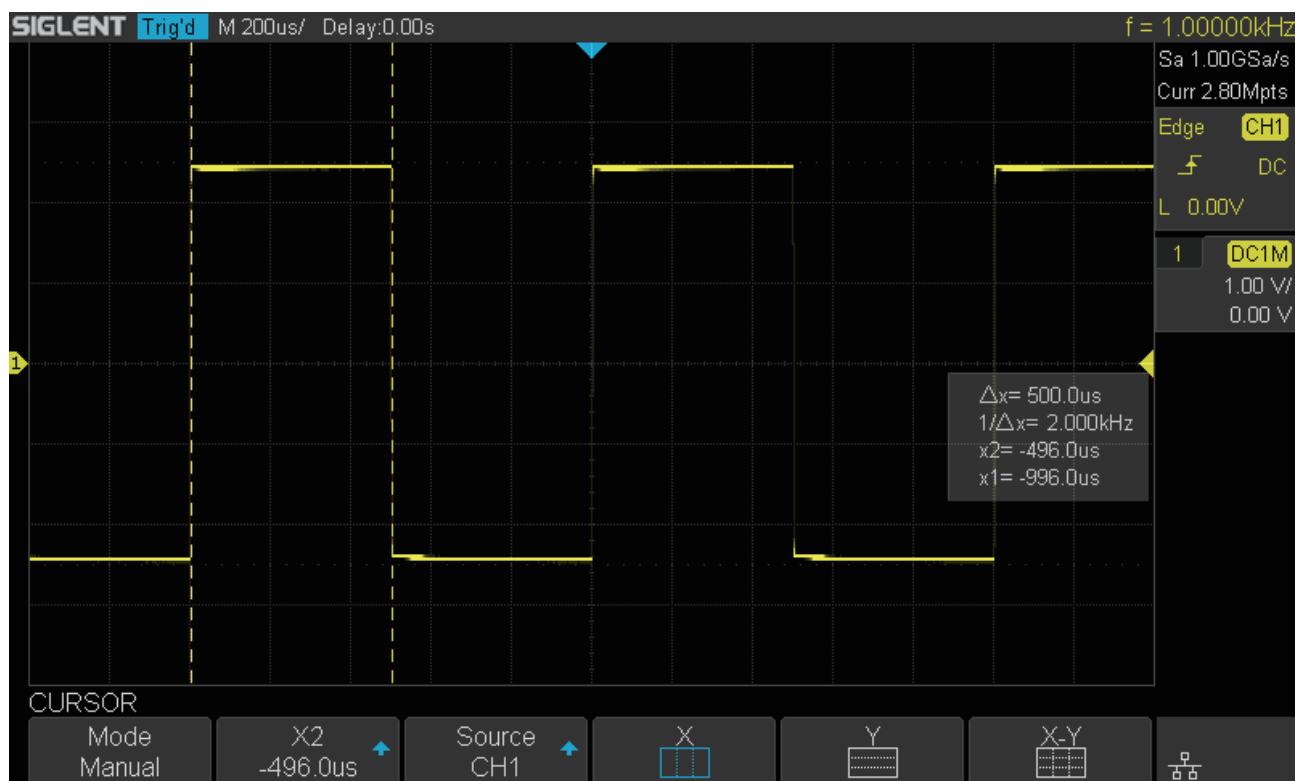 SIGLENT Trig'd M 200us/ Delay:0.00s f = 1.00000kHz
Sa 1.00GSa/s
Curr 2.80Mpts
Edge CH1
DC
L 0.00V
1 DC1M
1.00 V/
0.00 V
1
△x= 500.0us
1/△x= 2.000kHz
x2= -496.0us
x1= -996.0us
CURSOR
Mode
Manual
X2
-496.0us
Source
CH1
X
Y
X-Y